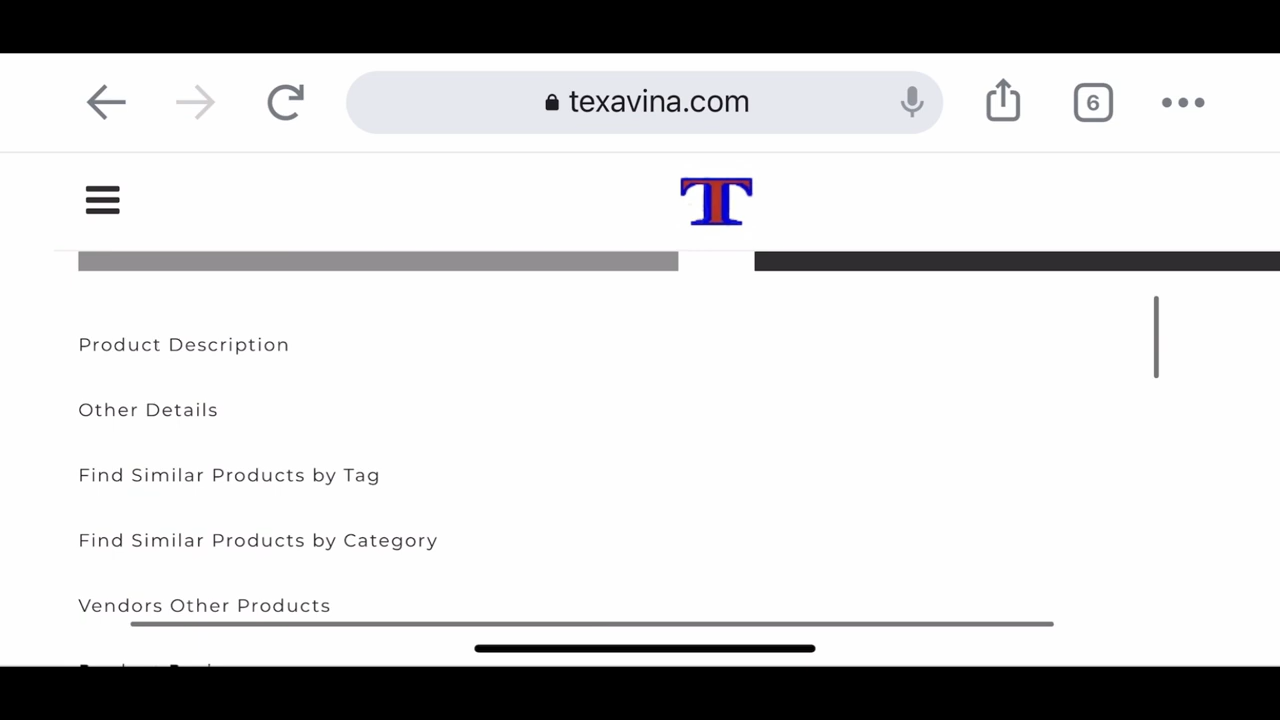 texavina.com
6
T
Product Description
Other Details
Find Similar Products by Tag
Find Similar Products by Category
Vendors Other Products